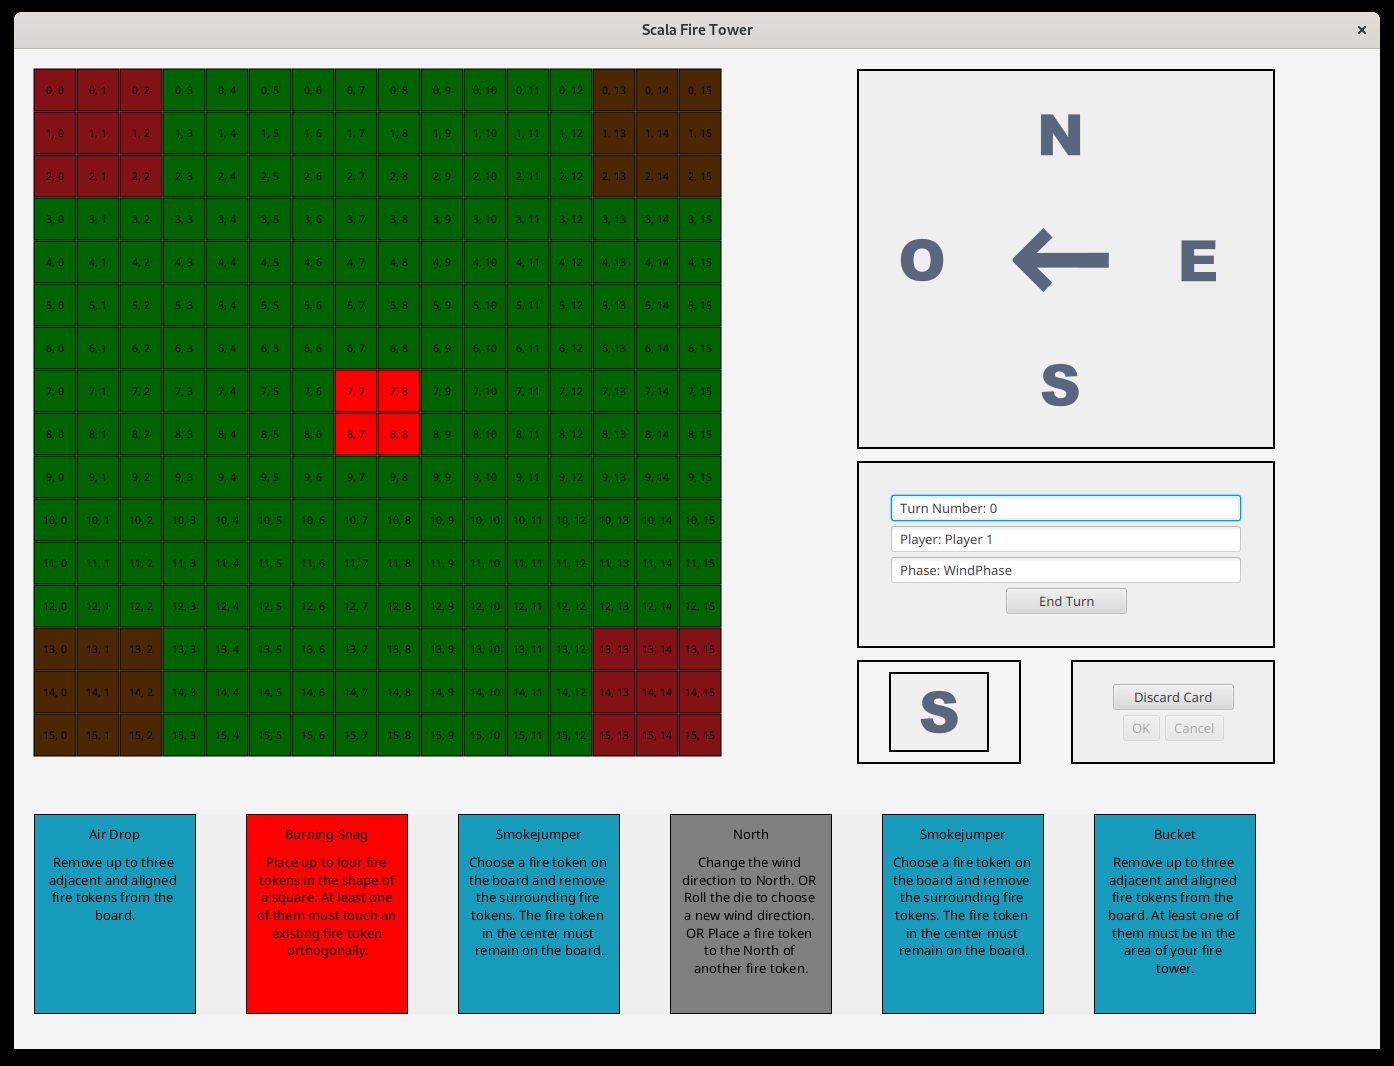 Scala Fire Tower
×
0, 0 0, 1 0, 2 0, 3 0, 4 0, 5 0, 6 0, 7 0, 8 0, 9 0, 10 0, 11 0, 12 0, 13 0, 14 0, 15
1, 0 1, 1 1, 2 1, 3 1, 4 1, 5 1, 6 1, 7 1, 8 1, 9 1, 10 1, 11 1, 12 1, 13 1, 14 1, 15
2, 0 2, 1 2, 2 2, 3 2, 4 2, 5 2, 6 2, 7 2, 8 2, 9 2, 10 2, 11 2, 12 2, 13 2, 14 2, 15
3, 0 3, 1 3, 2 3, 3 3, 4 3, 5 3, 6 3, 7 3, 8 3, 9 3, 10 3, 11 3, 12 3, 13 3, 14 3, 15
4, 0 4, 1 4, 2 4, 3 4, 4 4, 5 4, 6 4, 7 4, 8 4, 9 4, 10 4, 11 4, 12 4, 13 4, 14 4, 15
5, 0 5, 1 5, 2 5, 3 5, 4 5, 5 5, 6 5, 7 5, 8 5, 9 5, 10 5, 11 5, 12 5, 13 5, 14 5, 15
6, 0 6, 1 6, 2 6, 3 6, 4 6, 5 6, 6 6, 7 6, 8 6, 9 6, 10 6, 11 6, 12 6, 13 6, 14 6, 15
7, 0 7, 1 7, 2 7, 3 7, 4 7, 5 7, 6 7, 7 7, 8 7, 9 7, 10 7, 11 7, 12 7, 13 7, 14 7, 15
8, 0 8, 1 8, 2 8, 3 8, 4 8, 5 8, 6 8, 7 8, 8 8, 9 8, 10 8, 11 8, 12 8, 13 8, 14 8, 15
9, 0 9, 1 9, 2 9, 3 9, 4 9, 5 9, 6 9, 7 9, 8 9, 9 9, 10 9, 11 9, 12 9, 13 9, 14 9, 15
10, 0 10, 1 10, 2 10, 3 10, 4 10, 5 10, 6 10, 7 10, 8 10, 9 10, 10 10, 11 10, 12 10, 13 10, 14 10, 15
11, 0 11, 1 11, 2 11, 3 11, 4 11, 5 11, 6 11, 7 11, 8 11, 9 11, 10 11, 11 11, 12 11, 13 11, 14 11, 15
12, 0 12, 1 12, 2 12, 3 12, 4 12, 5 12, 6 12, 7 12, 8 12, 9 12, 10 12, 11 12, 12 12, 13 12, 14 12, 15
13, 0 13, 1 13, 2 13, 3 13, 4 13, 5 13, 6 13, 7 13, 8 13, 9 13, 10 13, 11 13, 12 13, 13 13, 14 13, 15
14, 0 14, 1 14, 2 14, 3 14, 4 14, 5 14, 6 14, 7 14, 8 14, 9 14, 10 14, 11 14, 12 14, 13 14, 14 14, 15
15, 0 15, 1 15, 2 15, 3 15, 4 15, 5 15, 6 15, 7 15, 8 15, 9 15, 10 15, 11 15, 12 15, 13 15, 14 15, 15
N
O ← E
S
Turn Number: 0
Player: Player 1
Phase: WindPhase
End Turn
S
Discard Card
OK Cancel
Air Drop
Remove up to three
adjacent and aligned
fire tokens from the
board.
Burning Snag
Place up to four fire
tokens in the shape of
a square. At least one
of them must touch an
existing fire token
orthogonally.
Smokejumper
Choose a fire token on
the board and remove
the surrounding fire
tokens. The fire token
in the center must
remain on the board.
North
Change the wind
direction to North. OR
Roll the die to choose
a new wind direction.
OR Place a fire token
to the North of
another fire token.
Smokejumper
Choose a fire token on
the board and remove
the surrounding fire
tokens. The fire token
in the center must
remain on the board.
Bucket
Remove up to three
adjacent and aligned
fire tokens from the
board. At least one of
them must be in the
area of your fire
tower.